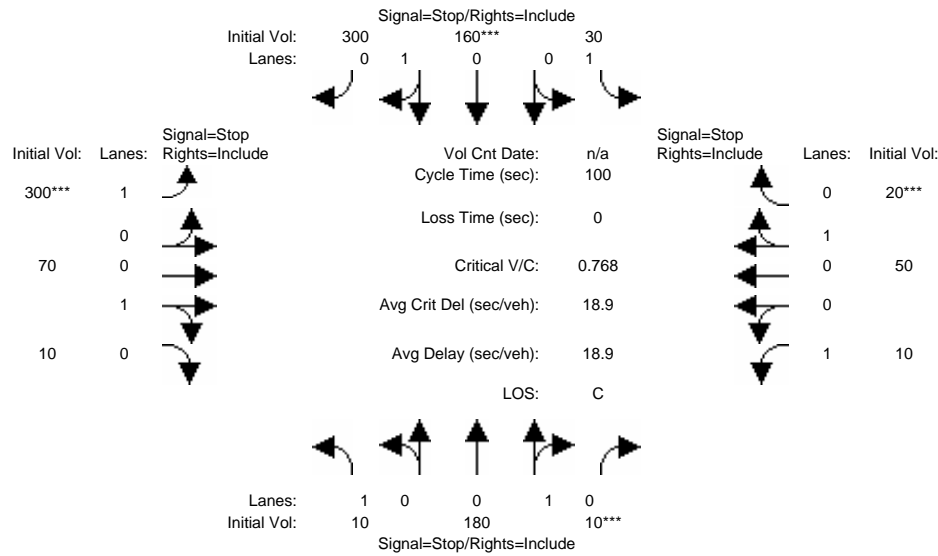 Signal=Stop/Rights=Include
Initial Vol: 300 160*** 30
Lanes: 0 1 0 0 1
Signal=Stop Signal=Stop
Initial Vol: Lanes: Rights=Include Vol Cnt Date: n/a Rights=Include Lanes: Initial Vol:
Cycle Time (sec): 100
300*** 1 0 20***
Loss Time (sec): 0
0 1
70 0 Critical V/C: 0.768 0 50
1 Avg Crit Del (sec/veh): 18.9 0
10 0 Avg Delay (sec/veh): 18.9 1 10
LOS: C
Lanes: 1 0 0 1 0
Initial Vol: 10 180 10***
Signal=Stop/Rights=Include